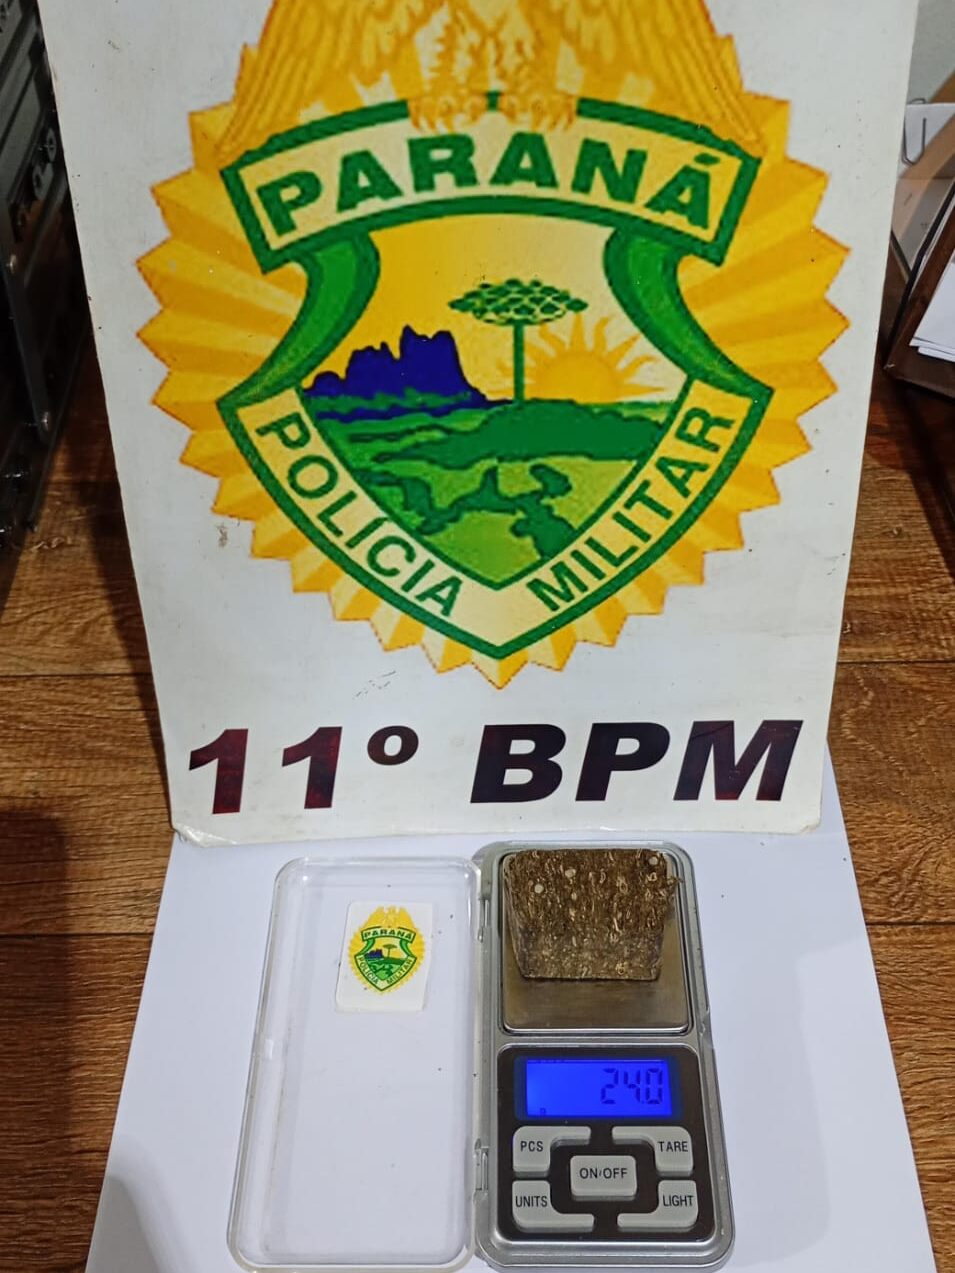 PARANÁ
POLÍCIA MILITAR
11º BPM
PARANÁ
POLÍCIA MILITAR
24.0
g
PCS
TARE
ON/OFF
UNITS
LIGHT